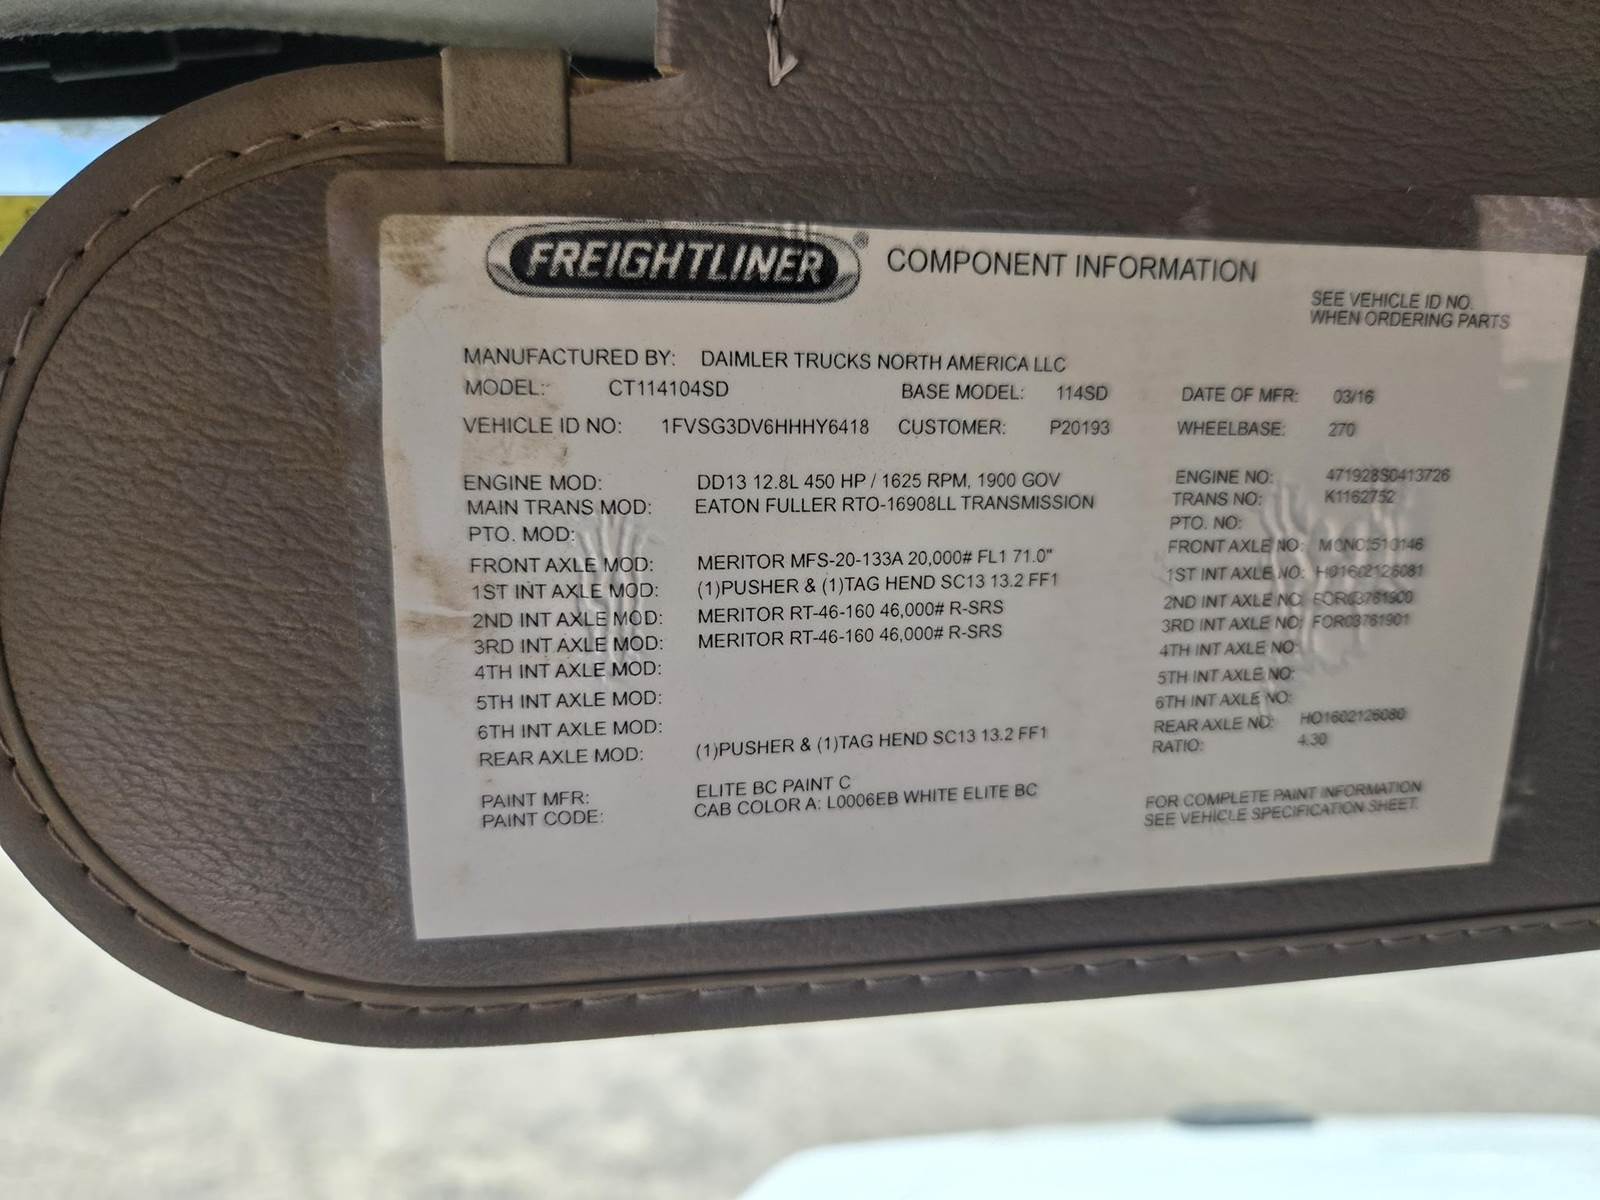 FREIGHTLINER® COMPONENT INFORMATION
SEE VEHICLE ID NO.
WHEN ORDERING PARTS
MANUFACTURED BY: DAIMLER TRUCKS NORTH AMERICA LLC
MODEL: CT114104SD BASE MODEL: 114SD DATE OF MFR: 03/16
VEHICLE ID NO: 1FVSG3DV6HHHY6418 CUSTOMER: P20193 WHEELBASE: 270
ENGINE MOD: DD13 12.8L 450 HP / 1625 RPM, 1900 GOV ENGINE NO: 471928S0413726
MAIN TRANS MOD: EATON FULLER RTO-16908LL TRANSMISSION TRANS NO: K1162752
PTO. MOD: PTO. NO:
FRONT AXLE MOD: MERITOR MFS-20-133A 20,000# FL1 71.0" FRONT AXLE NO:
1ST INT AXLE MOD: (1)PUSHER & (1)TAG HEND SC13 13.2 FF1 1ST INT AXLE NO: HO1602126081
2ND INT AXLE MOD: MERITOR RT-46-160 46,000# R-SRS 2ND INT AXLE NO: FOR03761900
3RD INT AXLE MOD: MERITOR RT-46-160 46,000# R-SRS 3RD INT AXLE NO: FOR03761901
4TH INT AXLE MOD: 4TH INT AXLE NO:
5TH INT AXLE MOD: 5TH INT AXLE NO:
6TH INT AXLE MOD: 6TH INT AXLE NO:
REAR AXLE MOD: (1)PUSHER & (1)TAG HEND SC13 13.2 FF1 REAR AXLE NO: HO1602126080
RATIO: 4.30
PAINT MFR: ELITE BC PAINT C
PAINT CODE: CAB COLOR A: L0006EB WHITE ELITE BC
FOR COMPLETE PAINT INFORMATION
SEE VEHICLE SPECIFICATION SHEET.